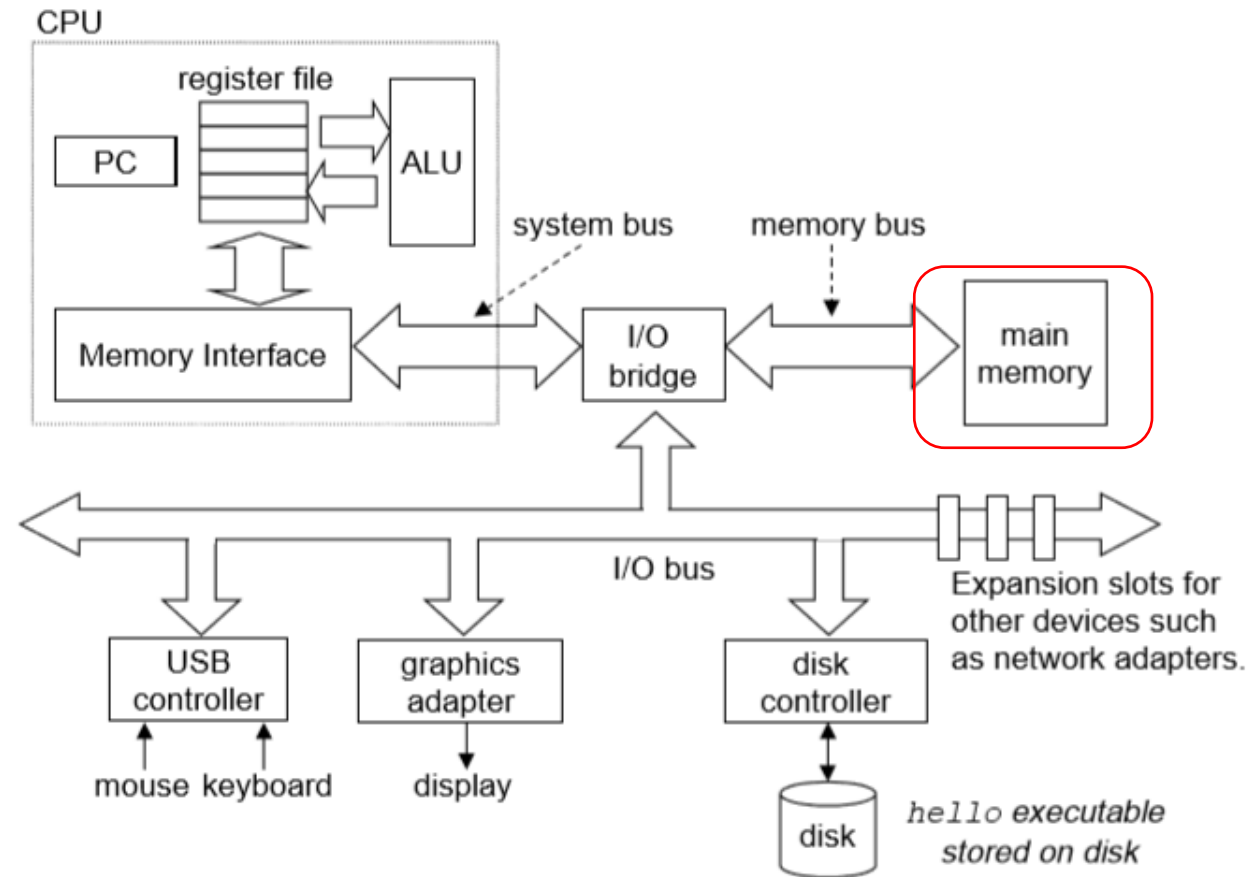 CPU
register file
PC
ALU
system bus
memory bus
Memory Interface
I/O
bridge
main
memory
I/O bus
Expansion slots for
other devices such
as network adapters.
USB
controller
graphics
adapter
disk
controller
mouse keyboard
display
disk
hello executable
stored on disk